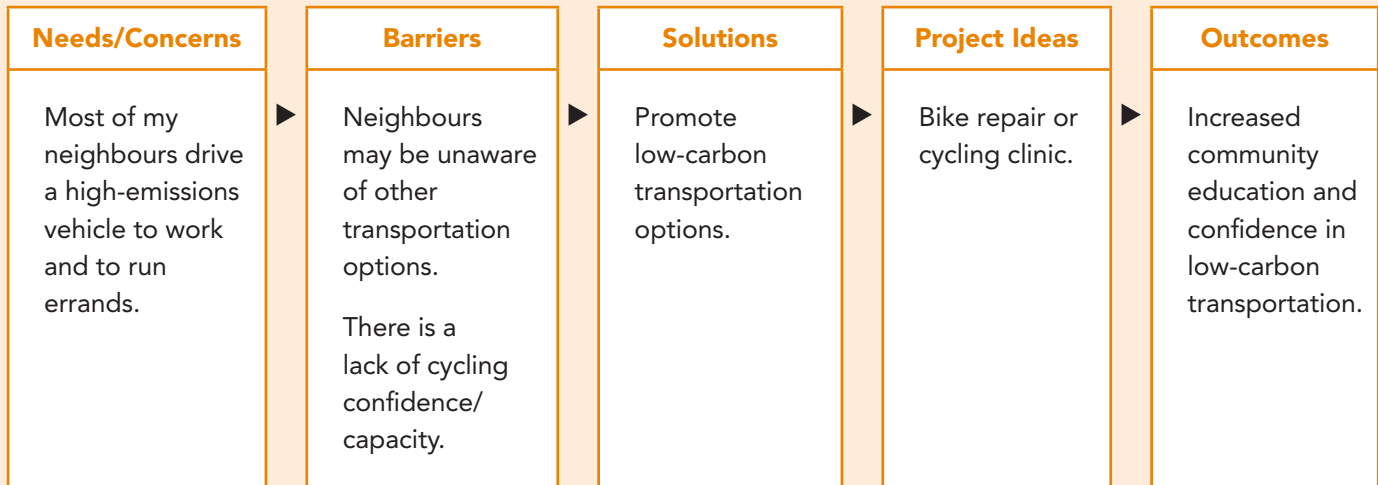 Needs/Concerns
Most of my
neighbours drive
a high-emissions
vehicle to work
and to run
errands.
Barriers
Neighbours
may be unaware
of other
transportation
options.
There is a
lack of cycling
confidence/
capacity.
Solutions
Promote
low-carbon
transportation
options.
Project Ideas
Bike repair or
cycling clinic.
Outcomes
Increased
community
education and
confidence in
low-carbon
transportation.